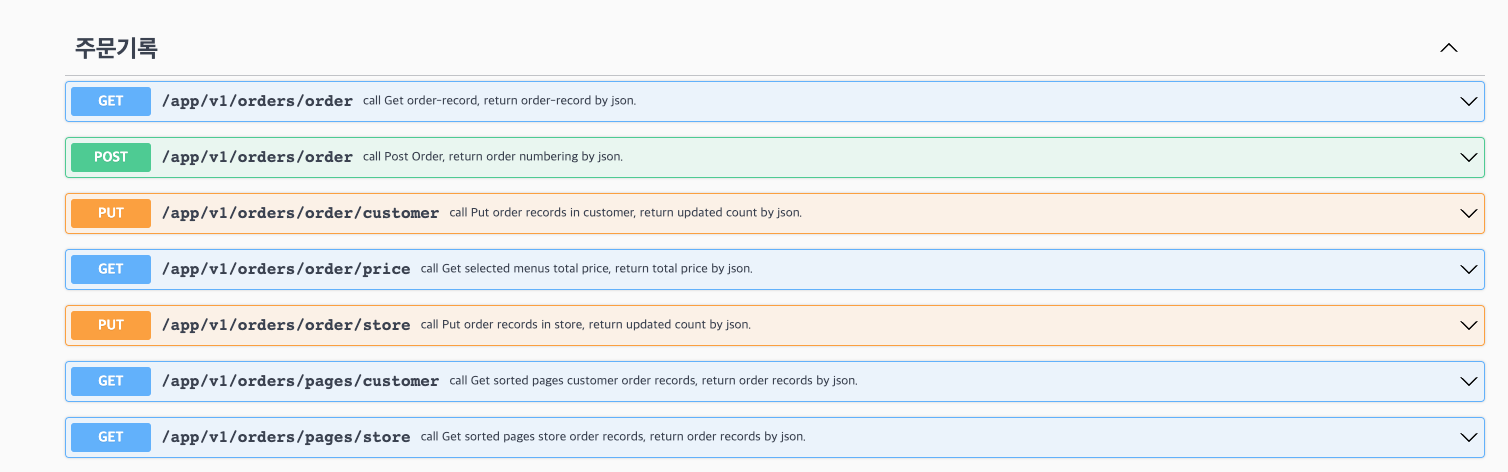 주문기록
GET /app/v1/orders/order call Get order-record, return order-record by json.
POST /app/v1/orders/order call Post Order, return order numbering by json.
PUT /app/v1/orders/order/customer call Put order records in customer, return updated count by json.
GET /app/v1/orders/order/price call Get selected menus total price, return total price by json.
PUT /app/v1/orders/order/store call Put order records in store, return updated count by json.
GET /app/v1/orders/pages/customer call Get sorted pages customer order records, return order records by json.
GET /app/v1/orders/pages/store call Get sorted pages store order records, return order records by json.